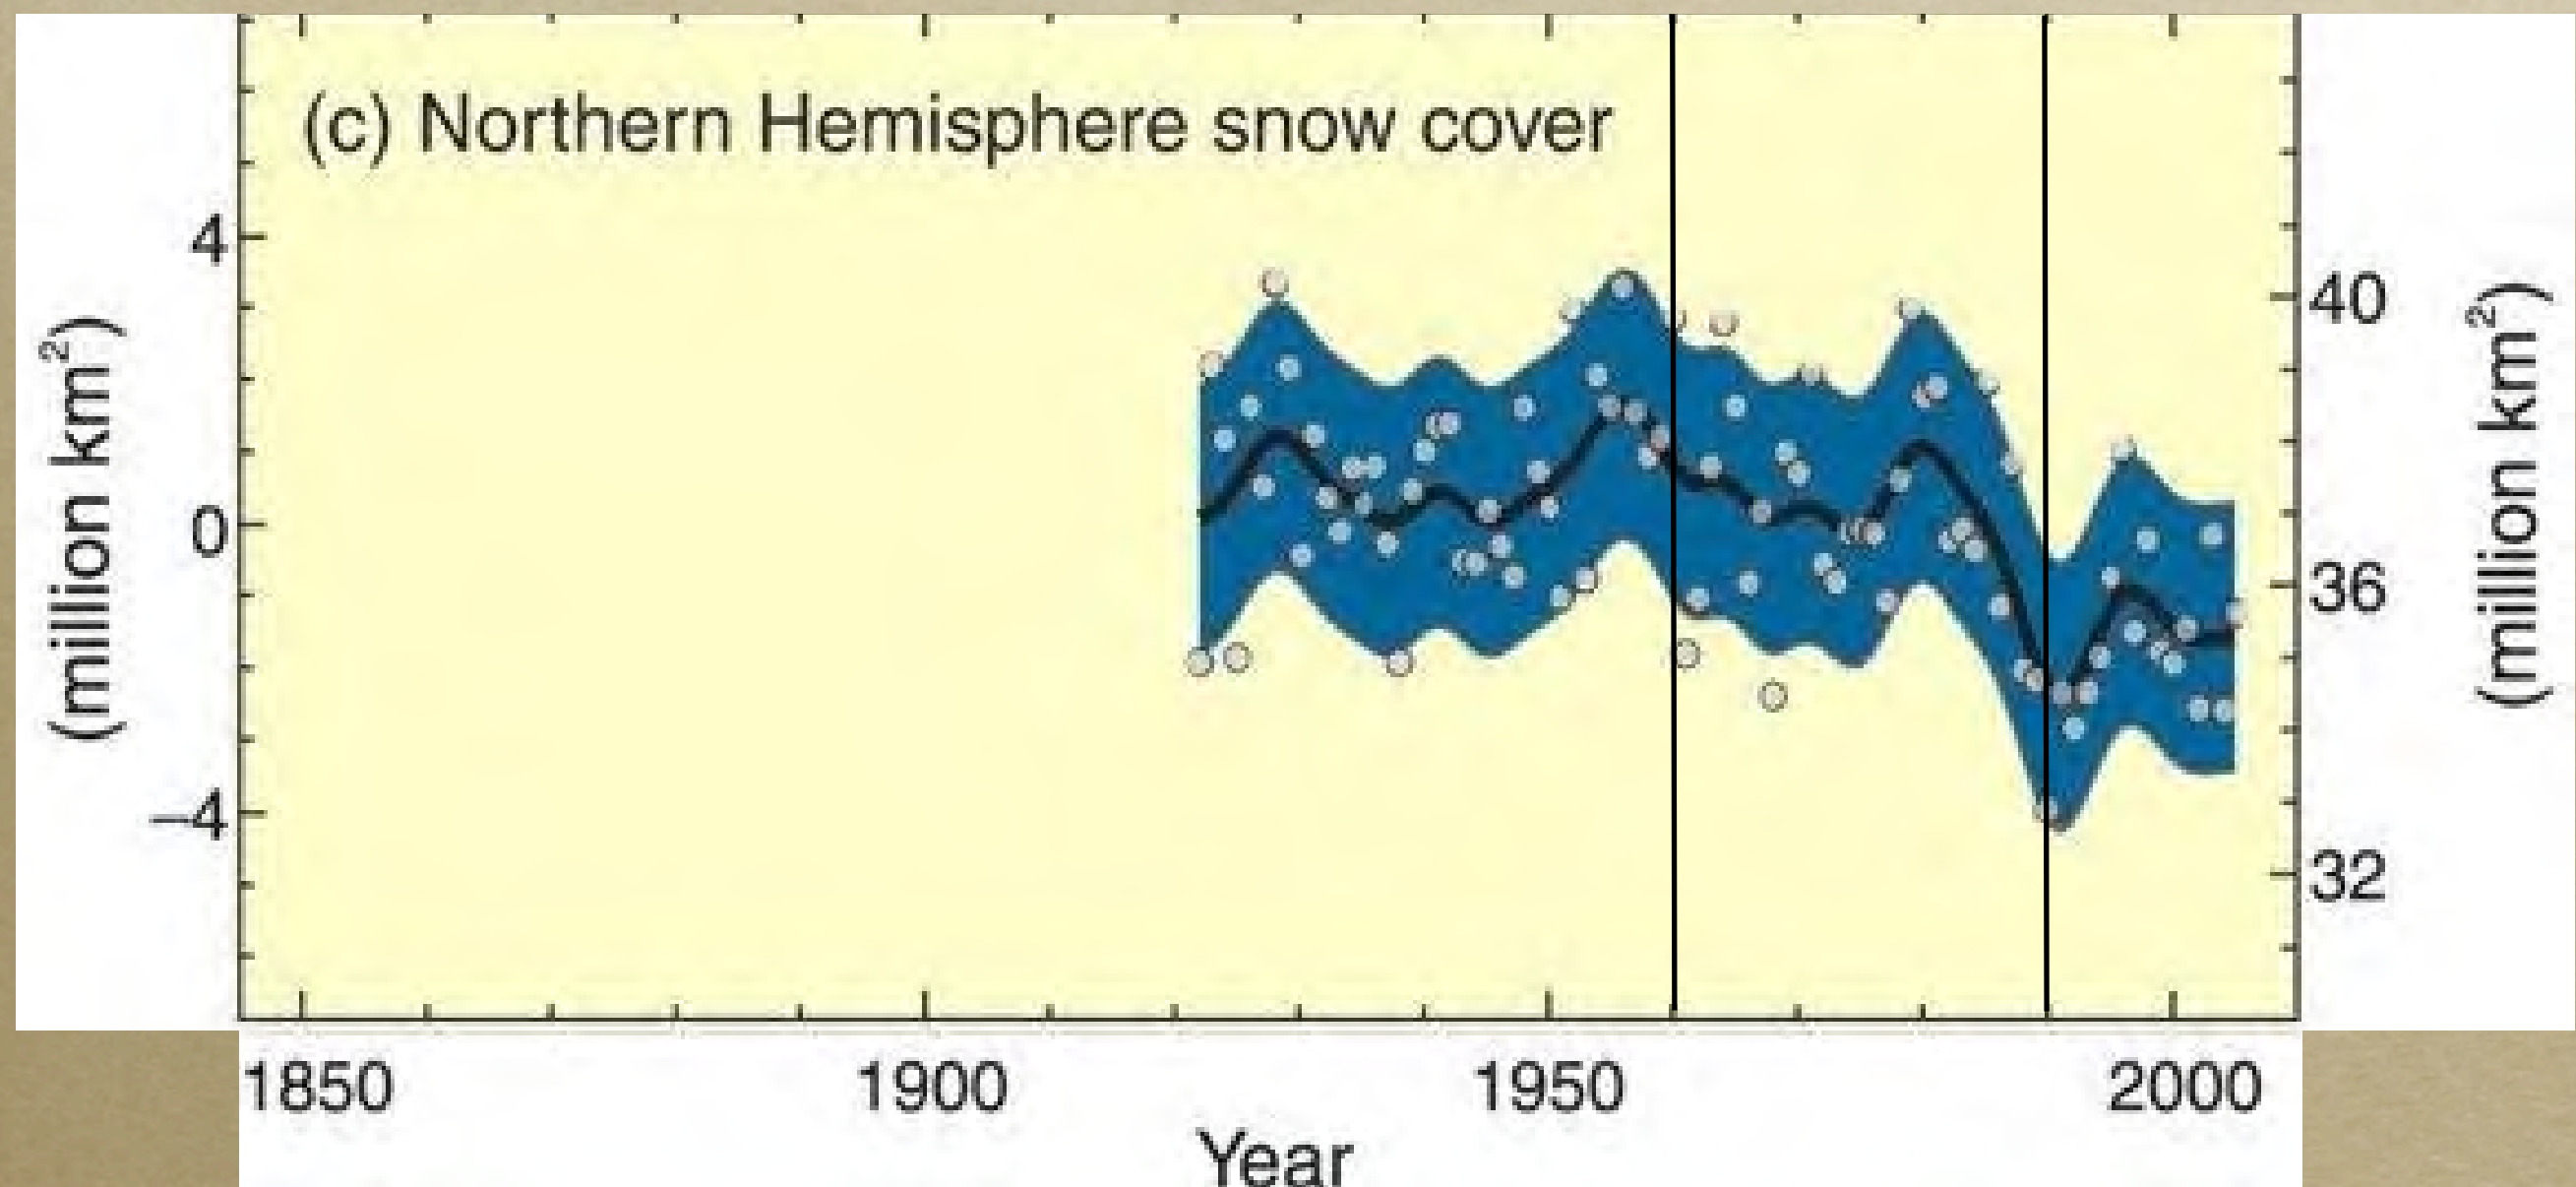 (c) Northern Hemisphere snow cover
4
0
–4
(million km²)
40
36
32
(million km²)
1850 1900 1950 2000
Year